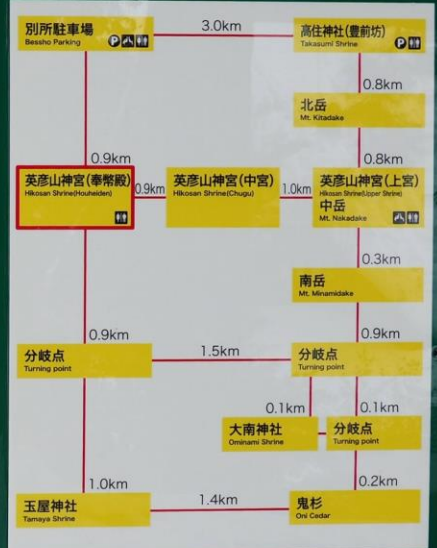 別所駐車場
Bessho Parking
P
3.0km
高住神社(豊前坊)
Takasumi Shrine
P
0.8km
北岳
Mt. Kitadake
0.9km
0.8km
英彦山神宮(奉幣殿)
Hikosan Shrine(Houheiden)
0.9km
英彦山神宮(中宮)
Hikosan Shrine(Chugu)
1.0km
英彦山神宮(上宮)
Hikosan Shrine(Upper Shrine)
中岳
Mt. Nakadake
0.3km
南岳
Mt. Minamidake
0.9km
0.9km
分岐点
Turning point
1.5km
分岐点
Turning point
0.1km
0.1km
大南神社
Ominami Shrine
分岐点
Turning point
1.0km
0.2km
玉屋神社
Tamaya Shrine
1.4km
鬼杉
Oni Cedar